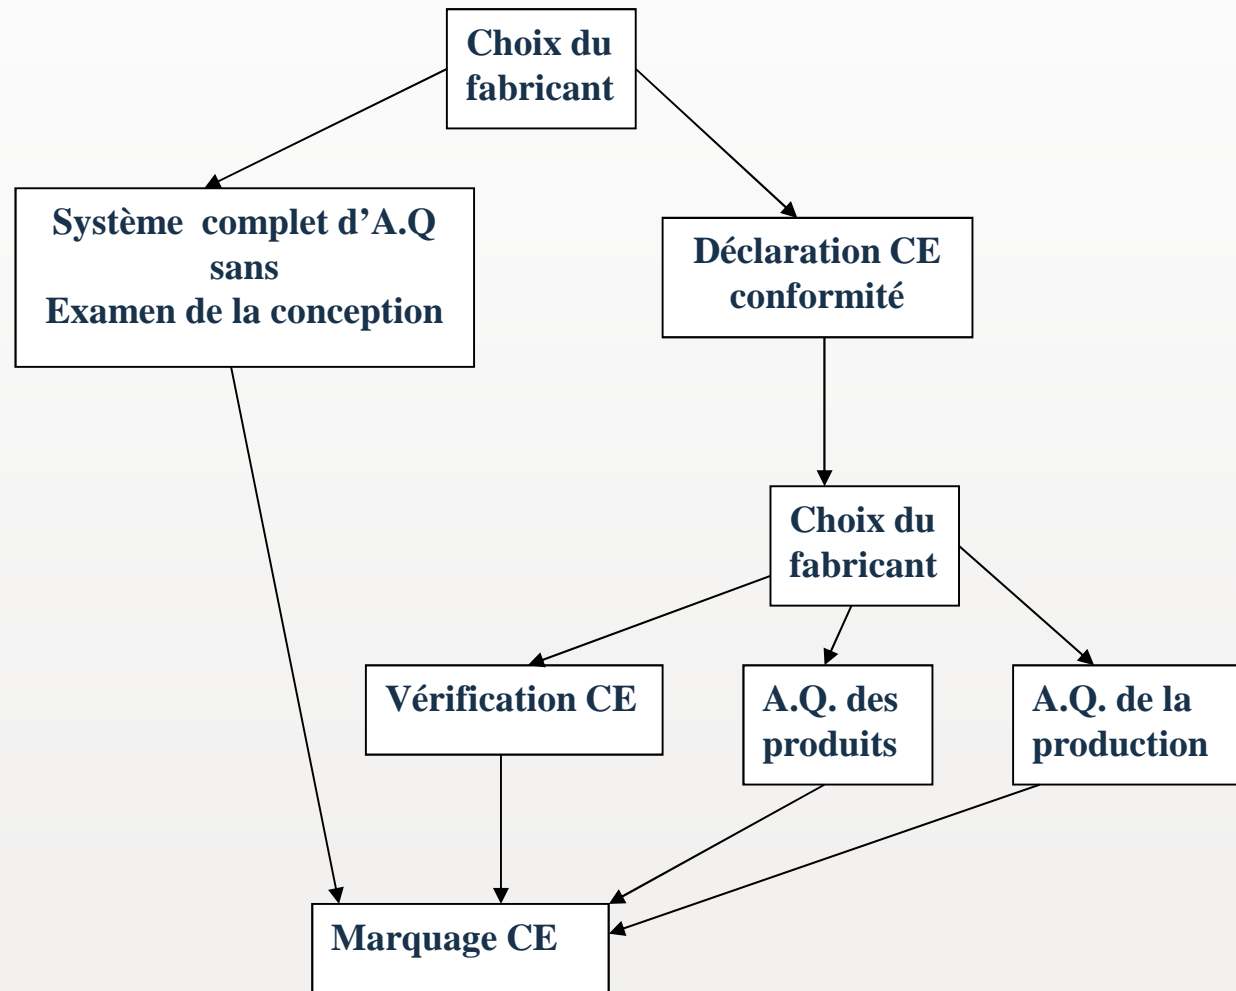 Choix du
fabricant
Système complet d’A.Q
sans
Examen de la conception
Déclaration CE
conformité
Choix du
fabricant
Vérification CE
A.Q. des
produits
A.Q. de la
production
Marquage CE